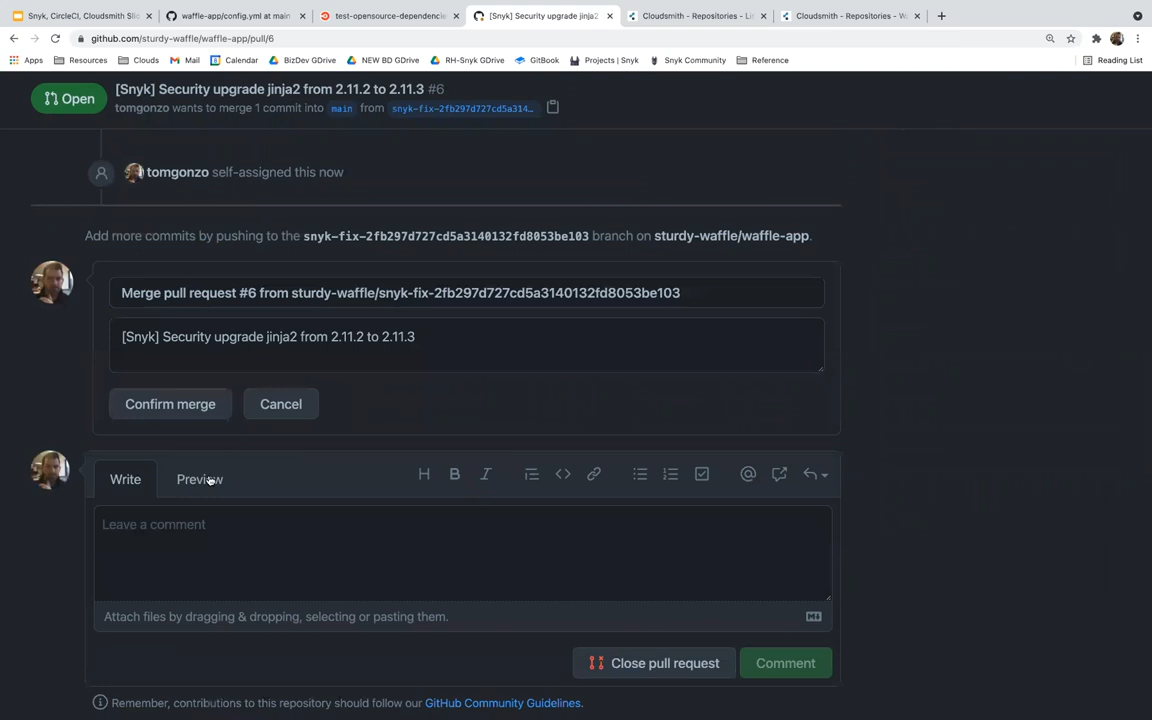 Snyk, CircleCI, Cloudsmith Slid
waffle-app/config.yml at main
test-opensource-dependencie
[Snyk] Security upgrade jinja2
Cloudsmith - Repositories - Li
Cloudsmith - Repositories - W
github.com/sturdy-waffle/waffle-app/pull/6
Apps
Resources
Clouds
Mail
Calendar
BizDev GDrive
NEW BD GDrive
RH-Snyk GDrive
GitBook
Projects | Snyk
Snyk Community
Reference
Reading List
Open
[Snyk] Security upgrade jinja2 from 2.11.2 to 2.11.3 #6
tomgonzo wants to merge 1 commit into main from snyk-fix-2fb297d727cd5a314…
tomgonzo self-assigned this now
Add more commits by pushing to the snyk-fix-2fb297d727cd5a3140132fd8053be103 branch on sturdy-waffle/waffle-app.
Merge pull request #6 from sturdy-waffle/snyk-fix-2fb297d727cd5a3140132fd8053be103
[Snyk] Security upgrade jinja2 from 2.11.2 to 2.11.3
Confirm merge
Cancel
Write
Preview
Leave a comment
Attach files by dragging & dropping, selecting or pasting them.
Close pull request
Comment
Remember, contributions to this repository should follow our GitHub Community Guidelines.